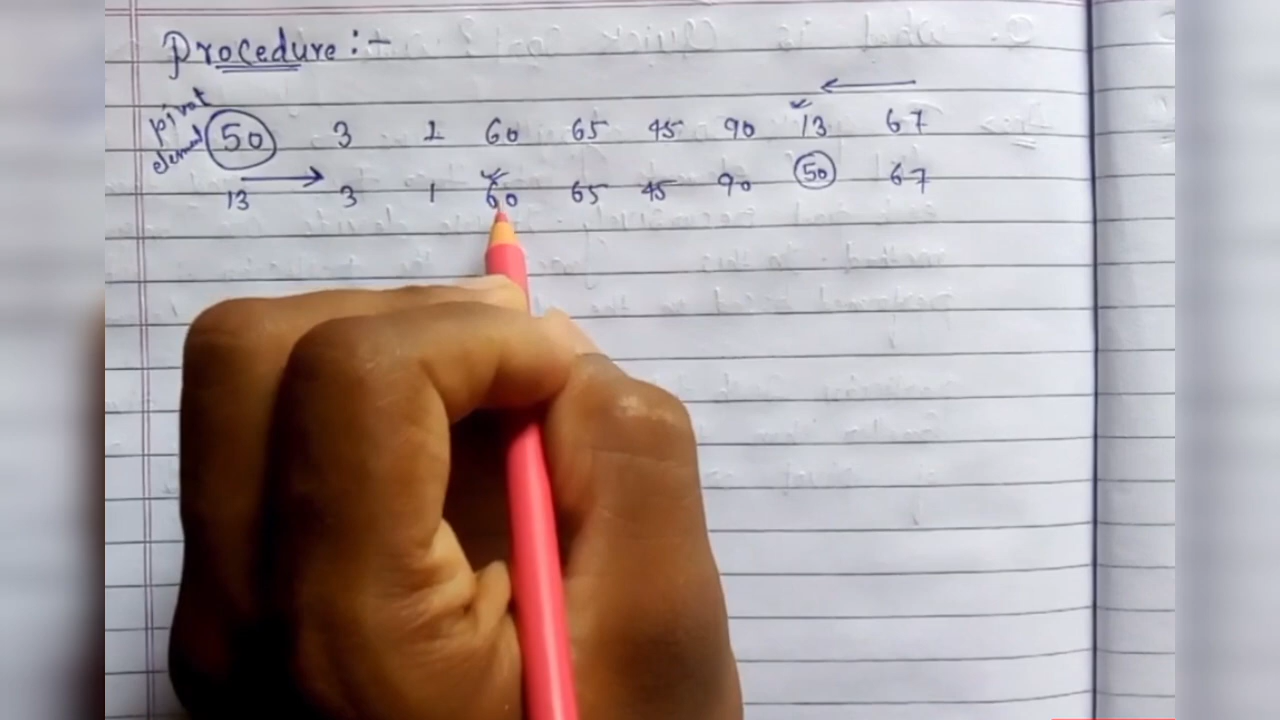 Procedure :-
pivat
element
50 3 1 60 65 45 90 13 67
13 3 1 60 65 45 90 50 67